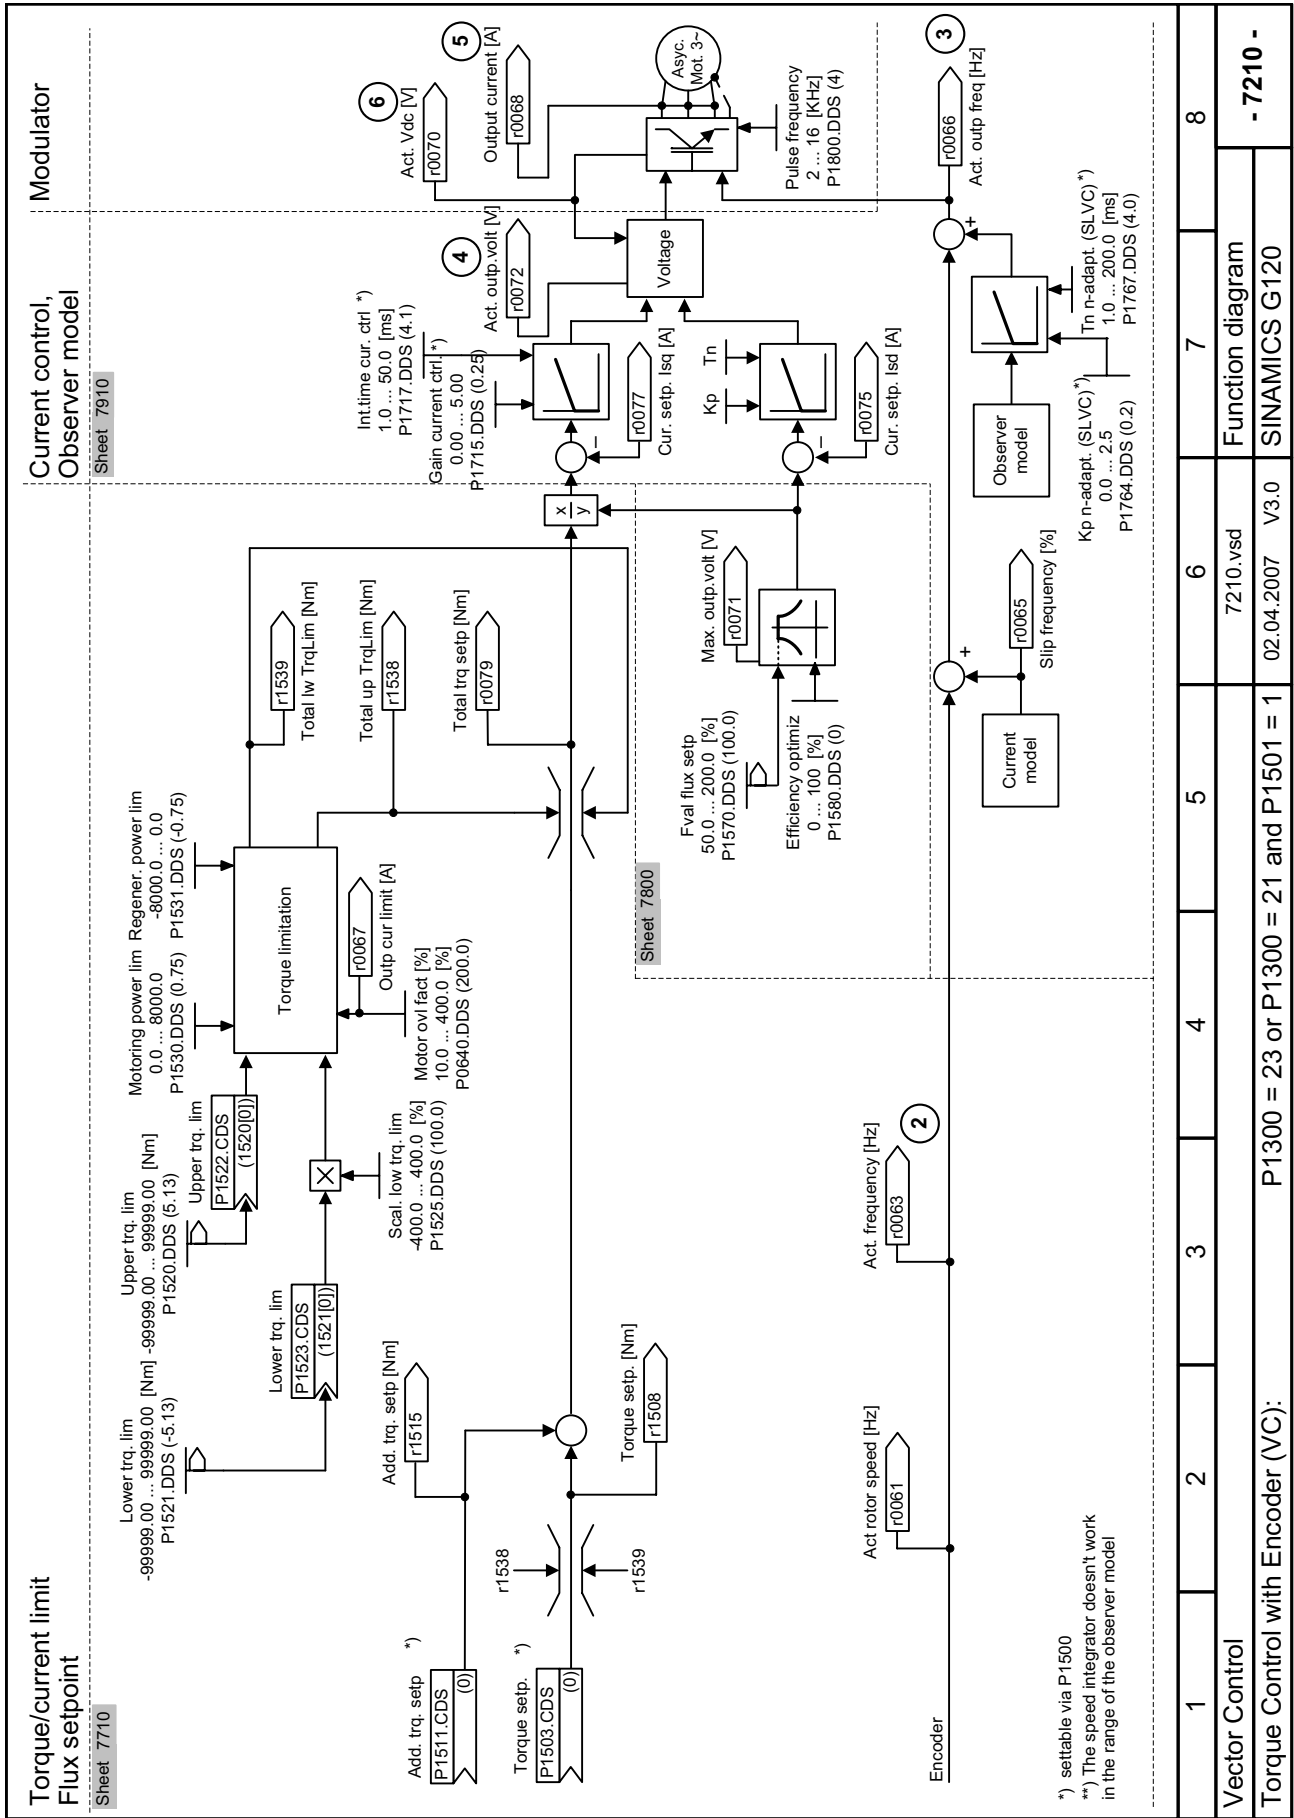 Torque/current limit
Flux setpoint
Sheet 7710
Current control,
Observer model
Sheet 7910
Modulator
Lower trq. lim
-99999.00 ... 99999.00 [Nm]
P1521.DDS (-5.13)
Upper trq. lim
-99999.00 ... 99999.00 [Nm]
P1520.DDS (5.13)
Upper trq. lim
P1522.CDS
(1520[0])
Lower trq. lim
P1523.CDS
(1521[0])
Motoring power lim
0.0 ... 8000.0
P1530.DDS (0.75)
Regener. power lim
-8000.0 ... 0.0
P1531.DDS (-0.75)
Torque limitation
Scal. low trq. lim
-400.0 ... 400.0 [%]
P1525.DDS (100.0)
r0067
Outp cur limit [A]
Motor ovl fact [%]
10.0 ... 400.0 [%]
P0640.DDS (200.0)
r1539
Total lw TrqLim [Nm]
Total up TrqLim [Nm]
r1538
Total trq setp [Nm]
r0079
Add. trq. setp *)
P1511.CDS
(0)
Add. trq. setp [Nm]
r1515
Torque setp. *)
P1503.CDS
(0)
r1538
r1539
Torque setp. [Nm]
r1508
x
y
Int.time cur. ctrl *)
1.0 ... 50.0 [ms]
P1717.DDS (4.1)
Gain current ctrl. *)
0.00 ... 5.00
P1715.DDS (0.25)
r0077
Cur. setp. Isq [A]
–
Kp
Tn
r0075
Cur. setp. Isd [A]
–
4
Act. outp.volt [V]
r0072
Voltage
6
Act. Vdc [V]
r0070
5
Output current [A]
r0068
Asyc.
Mot. 3~
Pulse frequency
2 ... 16 [KHz]
P1800.DDS (4)
Sheet 7800
Fval flux setp
50.0 ... 200.0 [%]
P1570.DDS (100.0)
Efficiency optimiz
0 ... 100 [%]
P1580.DDS (0)
Max. outp.volt [V]
r0071
Encoder
Act rotor speed [Hz]
r0061
Act. frequency [Hz]
r0063
2
+
Current
model
r0065
Slip frequency [%]
Observer
model
Kp n-adapt. (SLVC)*)
0.0 ... 2.5
P1764.DDS (0.2)
Tn n-adapt. (SLVC)*)
1.0 ... 200.0 [ms]
P1767.DDS (4.0)
+
3
r0066
Act. outp freq [Hz]
*) settable via P1500
**) The speed integrator doesn't work
in the range of the observer model
1 2 3 4 5 6 7 8
Vector Control 7210.vsd Function diagram
- 7210 -
Torque Control with Encoder (VC): P1300 = 23 or P1300 = 21 and P1501 = 1 02.04.2007 V3.0 SINAMICS G120